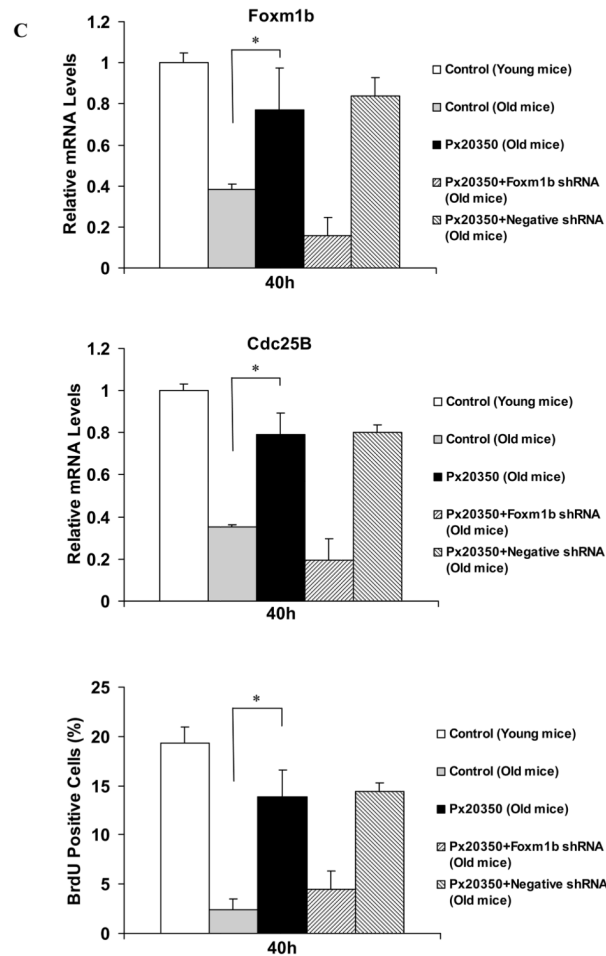 C
Foxm1b
Relative mRNA Levels
1.2
1
0.8
0.6
0.4
0.2
0
40h
*
Control (Young mice)
Control (Old mice)
Px20350 (Old mice)
Px20350+Foxm1b shRNA
(Old mice)
Px20350+Negative shRNA
(Old mice)
Cdc25B
Relative mRNA Levels
1.2
1
0.8
0.6
0.4
0.2
0
40h
*
Control (Young mice)
Control (Old mice)
Px20350 (Old mice)
Px20350+Foxm1b shRNA
(Old mice)
Px20350+Negative shRNA
(Old mice)
BrdU Positive Cells (%)
25
20
15
10
5
0
40h
*
Control (Young mice)
Control (Old mice)
Px20350 (Old mice)
Px20350+Foxm1b shRNA
(Old mice)
Px20350+Negative shRNA
(Old mice)